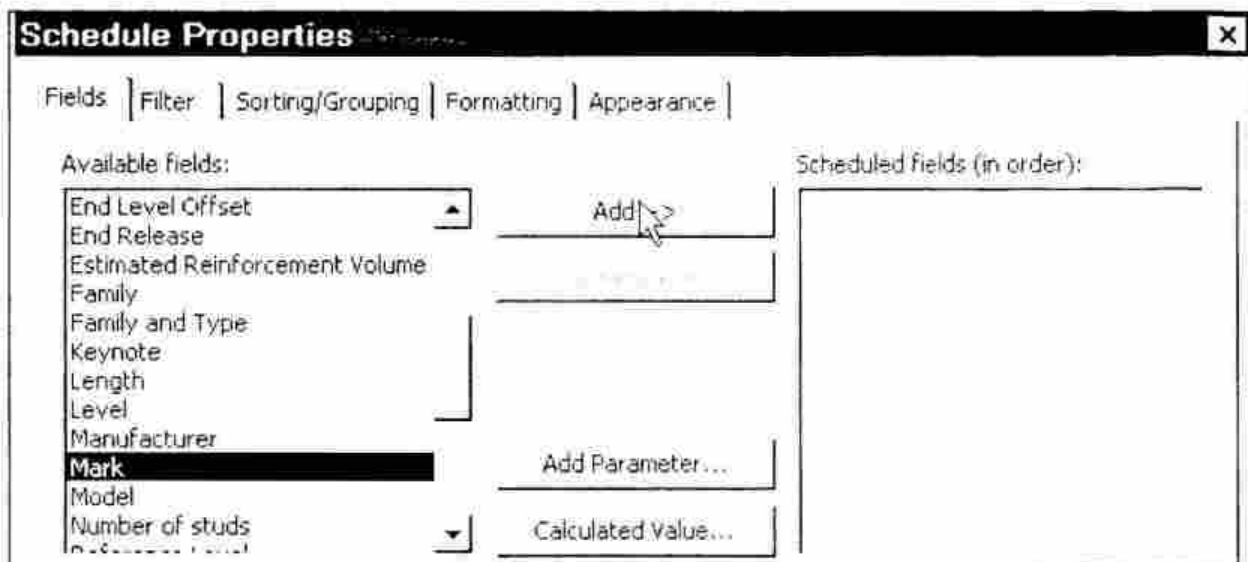 Schedule Properties
Fields Filter Sorting/Grouping Formatting Appearance
Available fields:
Scheduled fields (in order):
End Level Offset
End Release
Estimated Reinforcement Volume
Family
Family and Type
Keynote
Length
Level
Manufacturer
Mark
Model
Number of studs
Add
Add Parameter...
Calculated Value...